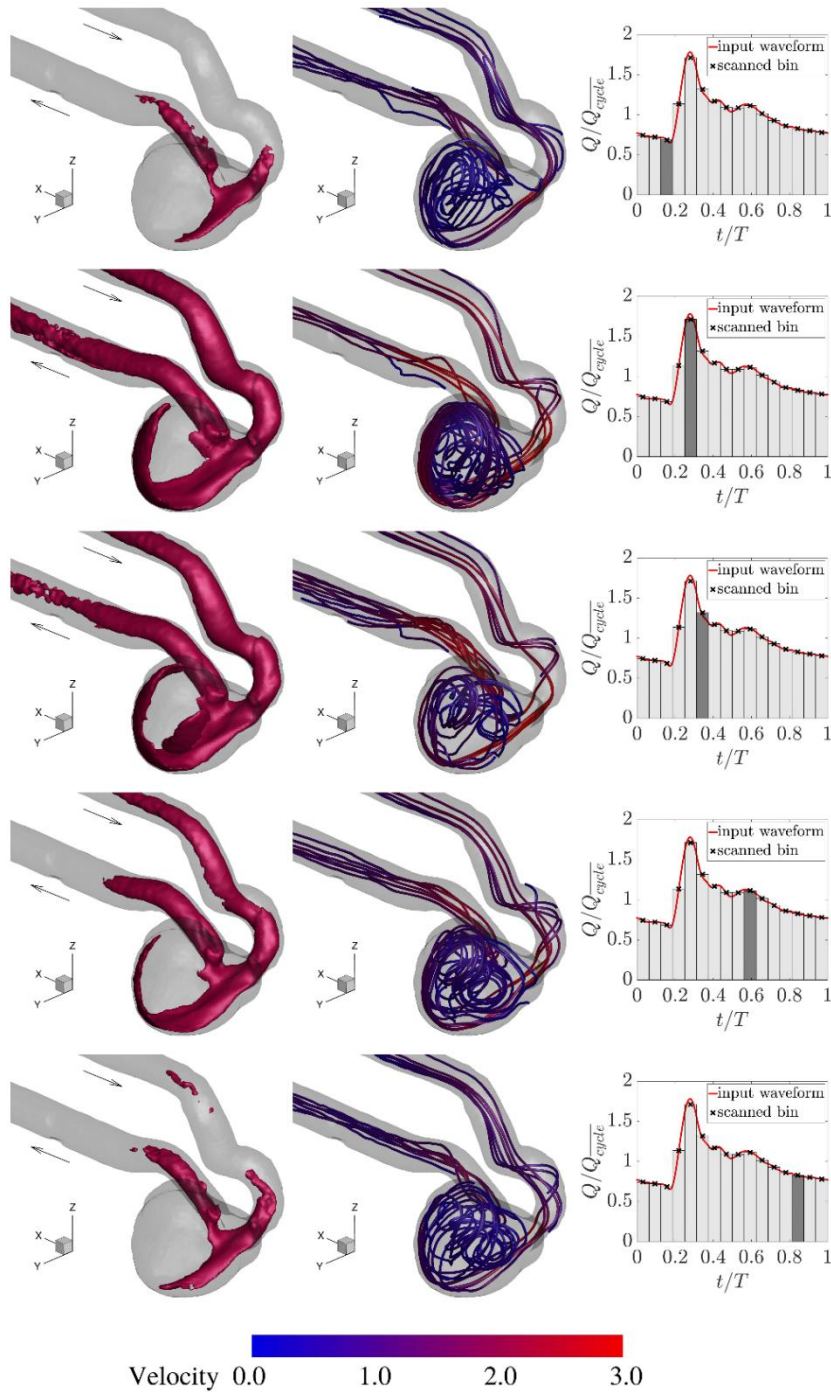 Z
X
Y
Z
X
Y
Q/Q̅c̅y̅c̅l̅e̅
2
1.5
1
0.5
0
input waveform
scanned bin
0 0.2 0.4 0.6 0.8 1
t/T
Z
X
Y
Z
X
Y
Q/Q̅c̅y̅c̅l̅e̅
2
1.5
1
0.5
0
input waveform
scanned bin
0 0.2 0.4 0.6 0.8 1
t/T
Z
X
Y
Z
X
Y
Q/Q̅c̅y̅c̅l̅e̅
2
1.5
1
0.5
0
input waveform
scanned bin
0 0.2 0.4 0.6 0.8 1
t/T
Z
X
Y
Z
X
Y
Q/Q̅c̅y̅c̅l̅e̅
2
1.5
1
0.5
0
input waveform
scanned bin
0 0.2 0.4 0.6 0.8 1
t/T
Z
X
Y
Z
X
Y
Q/Q̅c̅y̅c̅l̅e̅
2
1.5
1
0.5
0
input waveform
scanned bin
0 0.2 0.4 0.6 0.8 1
t/T
Velocity 0.0 1.0 2.0 3.0